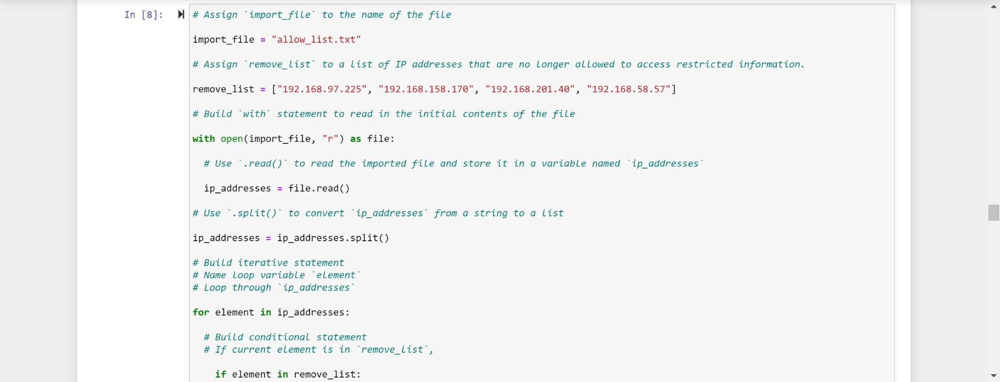 In [8]:
# Assign `import_file` to the name of the file
import_file = "allow_list.txt"
# Assign `remove_list` to a list of IP addresses that are no longer allowed to access restricted information.
remove_list = ["192.168.97.225", "192.168.158.170", "192.168.201.40", "192.168.58.57"]
# Build `with` statement to read in the initial contents of the file
with open(import_file, "r") as file:
  # Use `.read()` to read the imported file and store it in a variable named `ip_addresses`
  ip_addresses = file.read()
# Use `.split()` to convert `ip_addresses` from a string to a list
ip_addresses = ip_addresses.split()
# Build iterative statement
# Name loop variable `element`
# Loop through `ip_addresses`
for element in ip_addresses:
  # Build conditional statement
  # If current element is in `remove_list`,
    if element in remove_list: